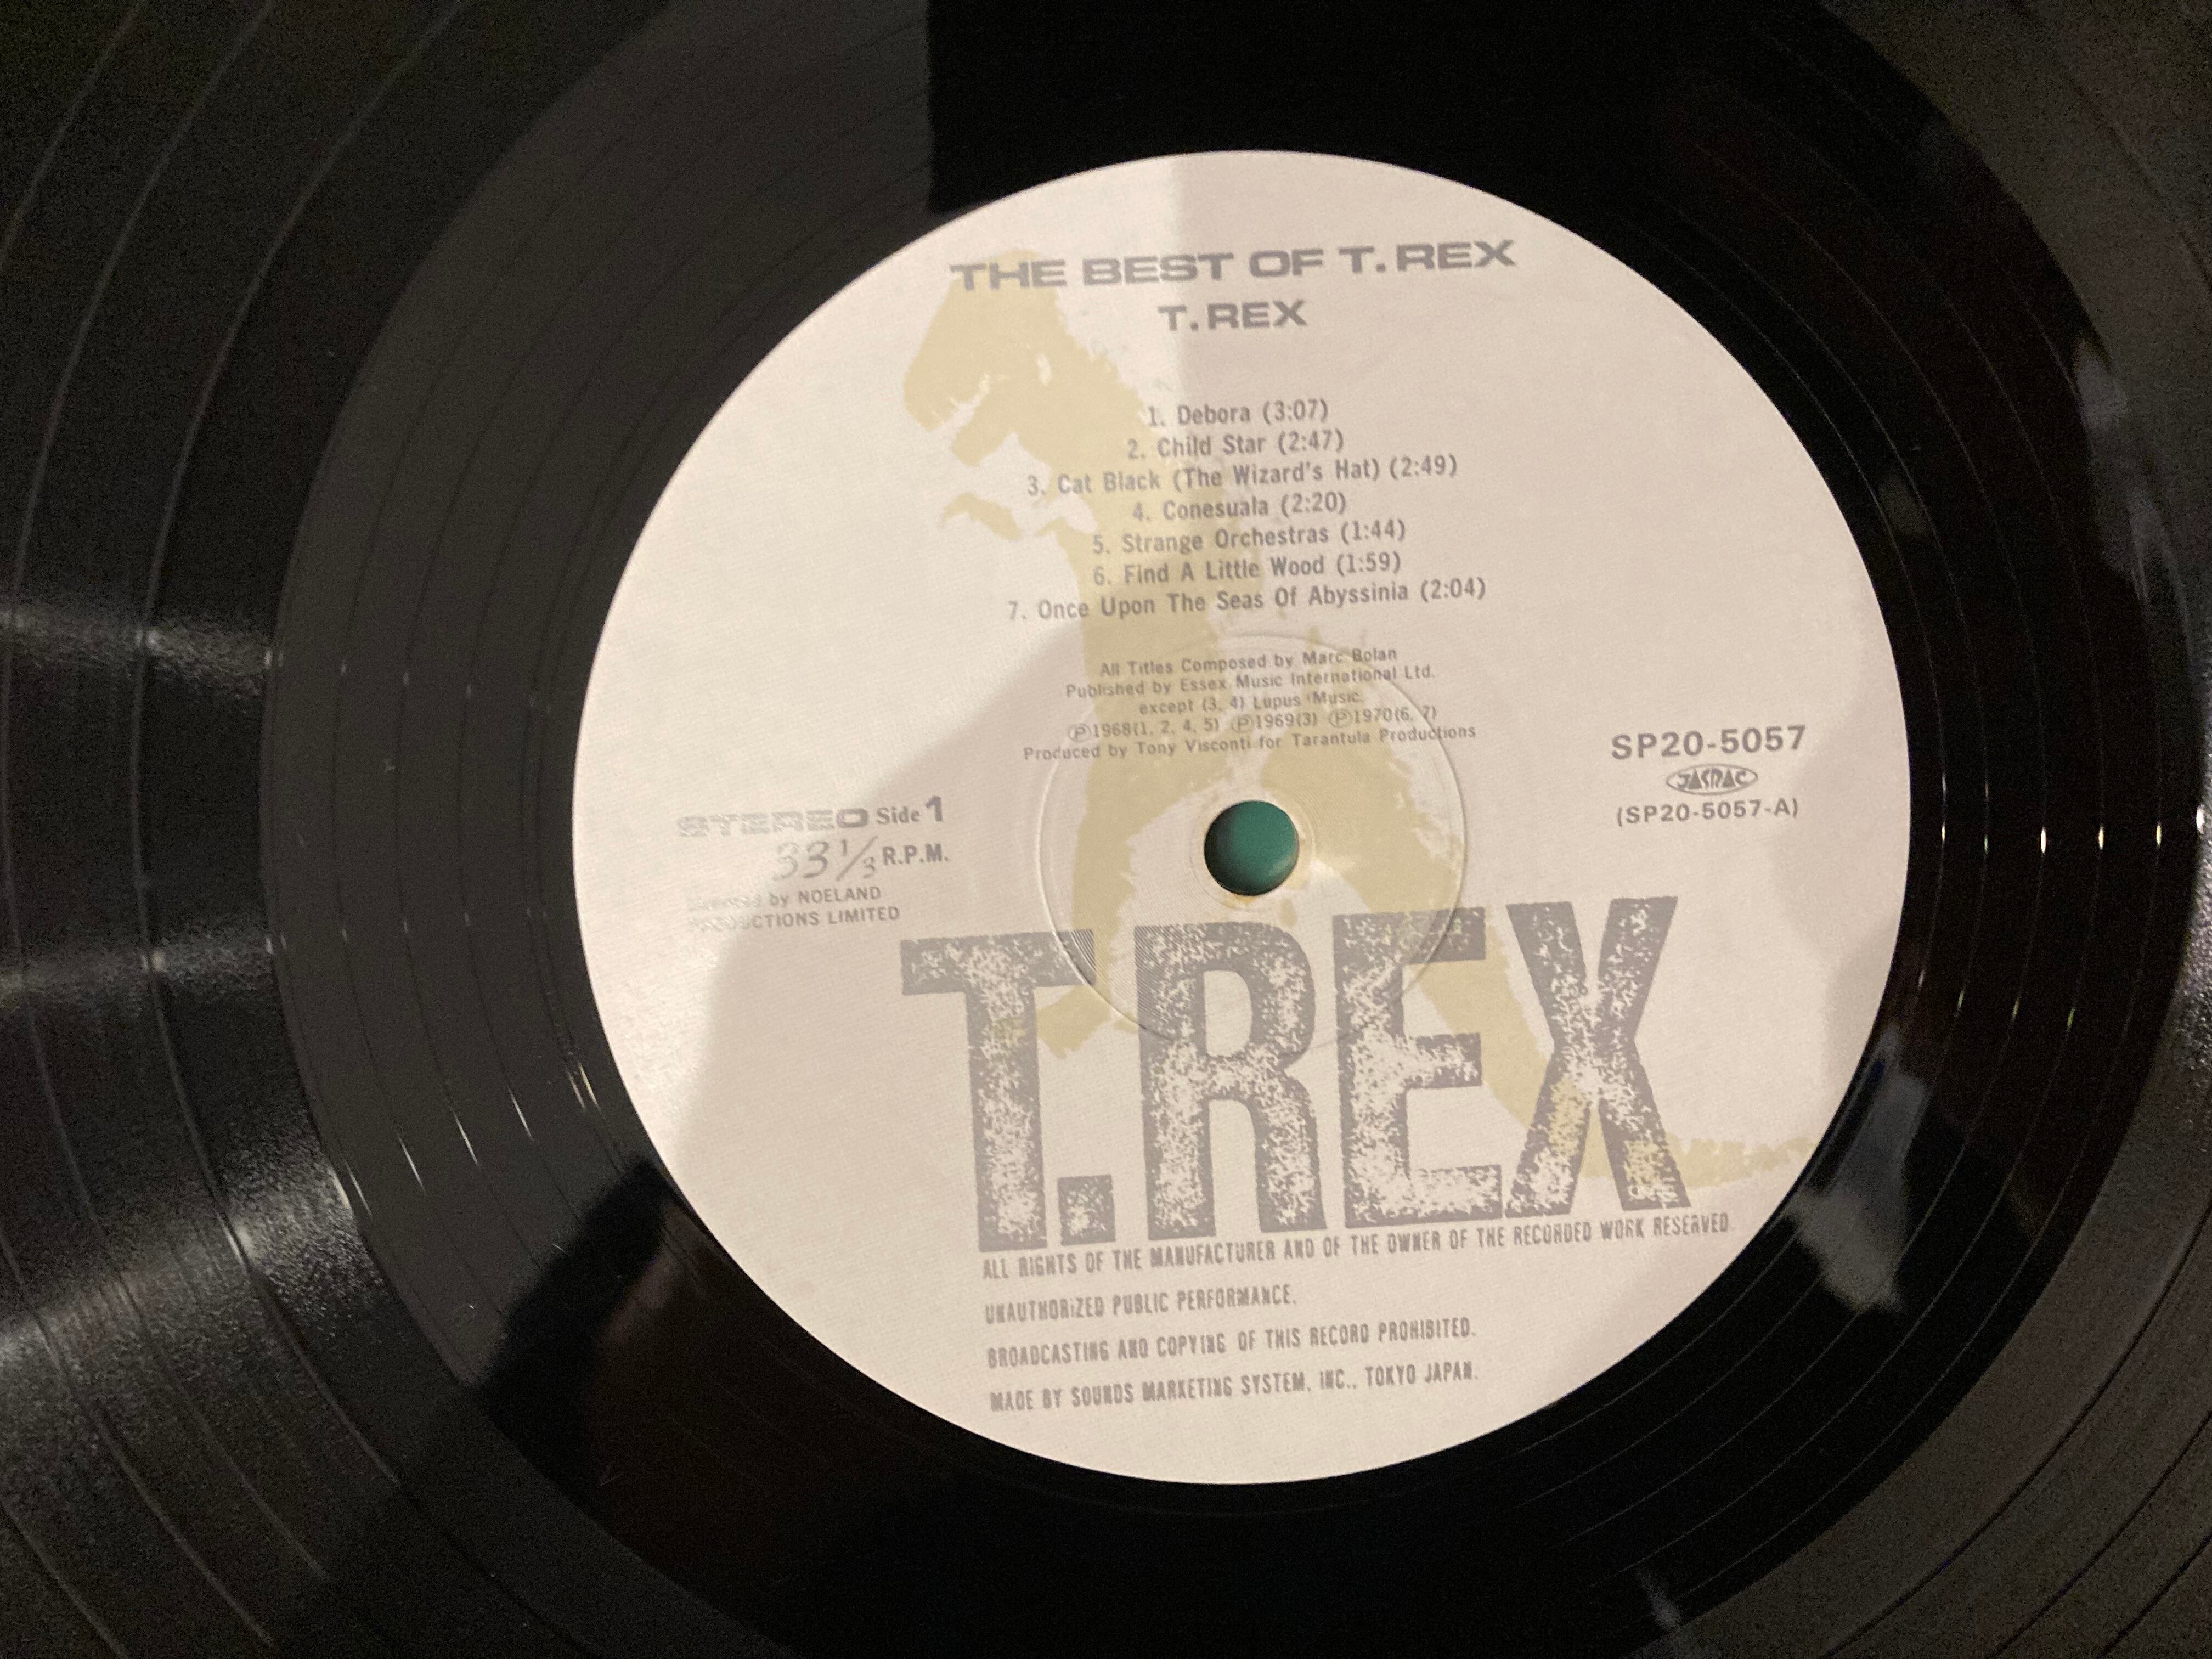 THE BEST OF T. REX
T. REX
1. Debora (3:07)
2. Child Star (2:47)
3. Cat Black (The Wizard's Hat) (2:49)
4. Conesuala (2:20)
5. Strange Orchestras (1:44)
6. Find A Little Wood (1:59)
7. Once Upon The Seas Of Abyssinia (2:04)
All Titles Composed by Marc Bolan
Published by Essex Music International Ltd.
except (3, 4) Lupus Music.
Ⓟ1968(1, 2, 4, 5) Ⓟ1969(3) Ⓟ1970(6, 7)
Produced by Tony Visconti for Tarantula Productions
SP20-5057
JASRAC
(SP20-5057-A)
STEREO Side 1
33 1/3 R.P.M.
by NOELAND
PRODUCTIONS LIMITED
T.REX
ALL RIGHTS OF THE MANUFACTURER AND OF THE OWNER OF THE RECORDED WORK RESERVED.
UNAUTHORiZED PUBLIC PERFORMANCE.
BROADCASTING AND COPYING OF THIS RECORD PROHIBITED.
MADE BY SOUNDS MARKETING SYSTEM, INC., TOKYO JAPAN.